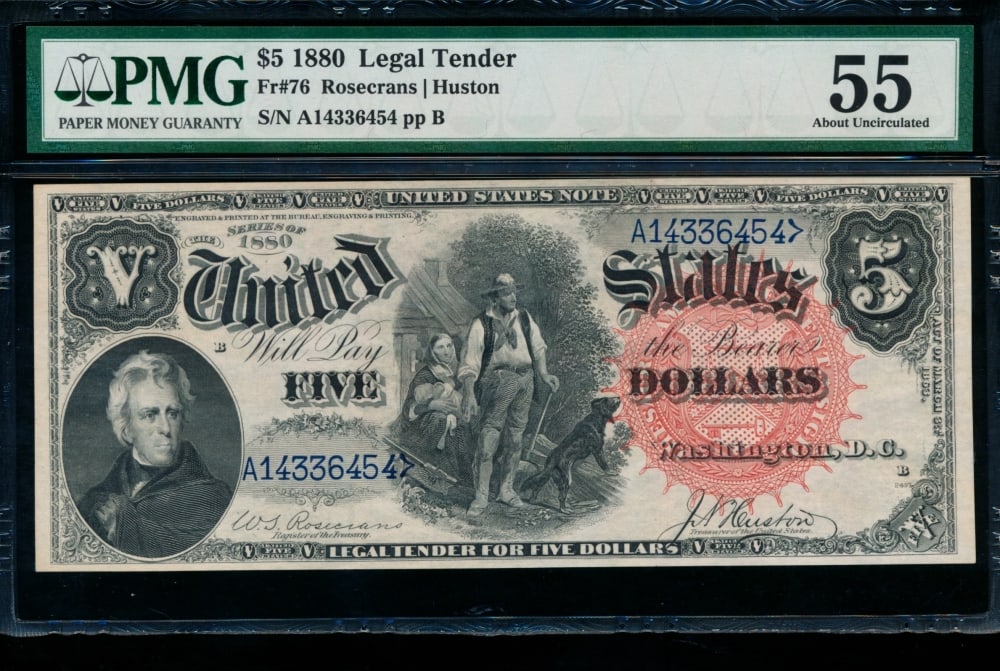 PMG
PAPER MONEY GUARANTY
$5 1880 Legal Tender
Fr#76 Rosecrans | Huston
S/N A14336454 pp B
55
About Uncirculated
FIVE DOLLARS
UNITED STATES NOTE
FIVE DOLLARS
ENGRAVED & PRINTED AT THE BUREAU, ENGRAVING & PRINTING.
THE
SERIES OF
1880
A14336454
V
United
States
5
B
Will Pay
the Bearer
FIVE
DOLLARS
Washington, D.C.
A14336454
B
W.S. Rosecrans
Register of the Treasury.
J N Huston
Treasurer of the United States.
V
LEGAL TENDER FOR FIVE DOLLARS